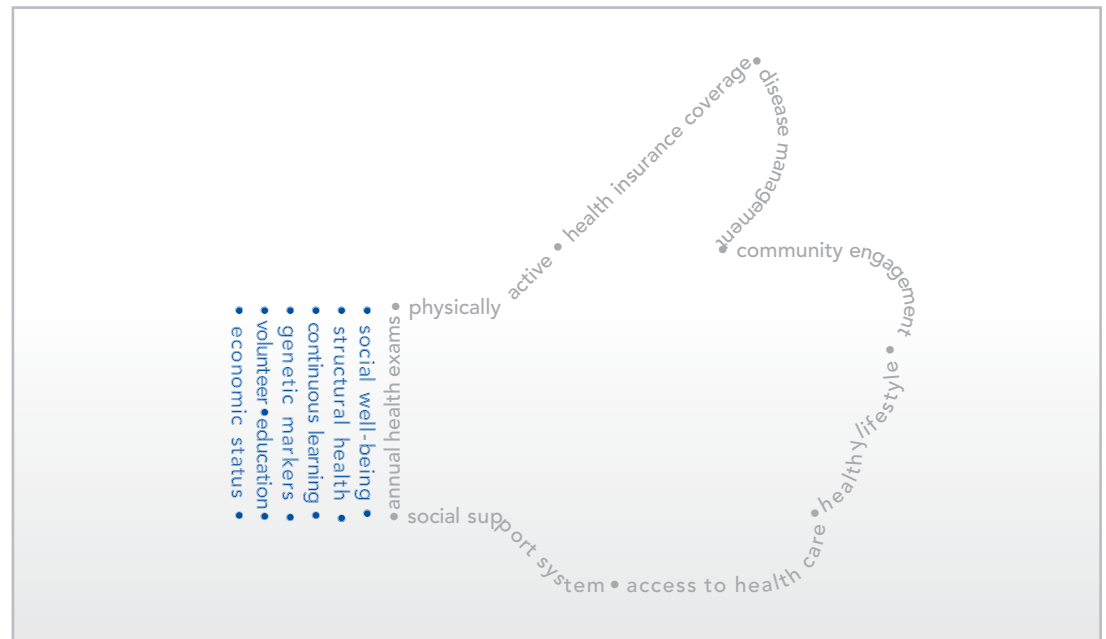 • economic status •
• volunteer • education •
• genetic markers •
• continuous learning •
• structural health •
• social well-being •
• annual health exams
• physically active
• health insurance coverage
• disease management
• community engagement
• healthy lifestyle •
• social support system
• access to health care